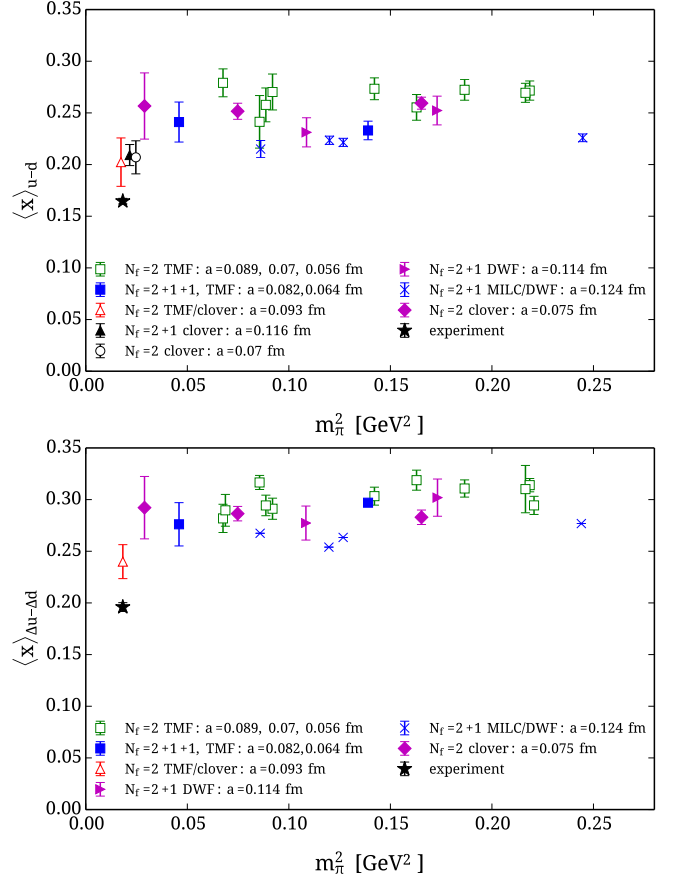 0.35
0.30
0.25
0.20
0.15
0.10
0.05
0.00
⟨x⟩u−d
N_f=2 TMF: a=0.089, 0.07, 0.056 fm
N_f=2+1+1, TMF: a=0.082,0.064 fm
N_f=2 TMF/clover: a=0.093 fm
N_f=2+1 clover: a=0.116 fm
N_f=2 clover: a=0.07 fm
N_f=2+1 DWF: a=0.114 fm
N_f=2+1 MILC/DWF: a=0.124 fm
N_f=2 clover: a=0.075 fm
experiment
0.00 0.05 0.10 0.15 0.20 0.25
m_π^2 [GeV²]
0.35
0.30
0.25
0.20
0.15
0.10
0.05
0.00
⟨x⟩Δu−Δd
N_f=2 TMF: a=0.089, 0.07, 0.056 fm
N_f=2+1+1, TMF: a=0.082,0.064 fm
N_f=2 TMF/clover: a=0.093 fm
N_f=2+1 DWF: a=0.114 fm
N_f=2+1 MILC/DWF: a=0.124 fm
N_f=2 clover: a=0.075 fm
experiment
0.00 0.05 0.10 0.15 0.20 0.25
m_π^2 [GeV²]